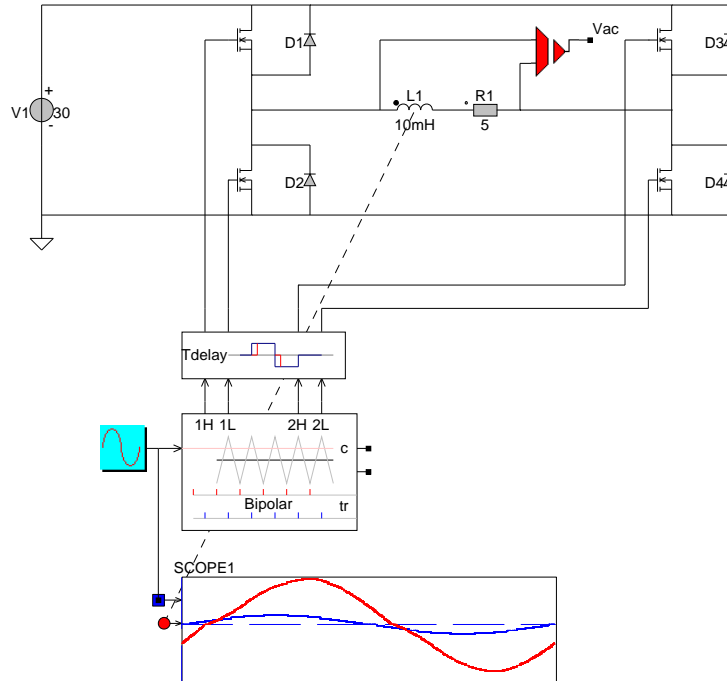 Vac
D1
D3
+
V1 30
-
L1
R1
10mH
5
D2
D4
Tdelay
1H 1L 2H 2L
c
Bipolar
tr
SCOPE1